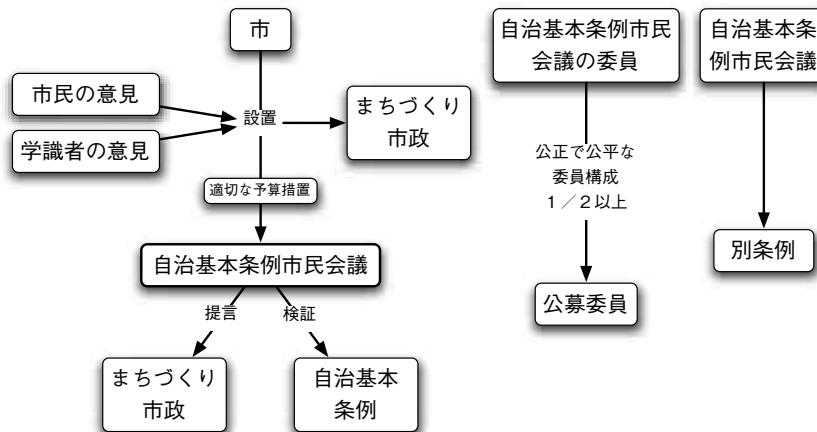 市
市民の意見
学識者の意見
設置
まちづくり
市政
適切な予算措置
自治基本条例市民会議
提言
検証
まちづくり
市政
自治基本
条例
自治基本条例市民
会議の委員
公正で公平な
委員構成
1/2以上
公募委員
自治基本条
例市民会議
別条例